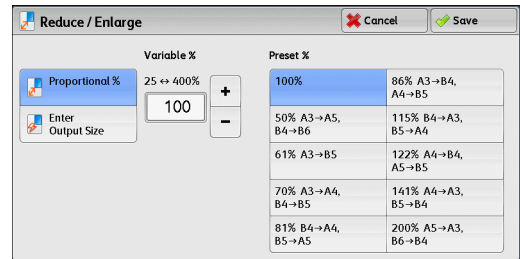 Reduce / Enlarge
Cancel
Save
Variable %
Preset %
Proportional %
Enter
Output Size
25 ↔ 400%
100
+
−
100%
50% A3→A5,
B4→B6
61% A3→B5
70% A3→A4,
B4→B5
81% B4→A4,
B5→A5
86% A3→B4,
A4→B5
115% B4→A3,
B5→A4
122% A4→B4,
A5→B5
141% A4→A3,
B5→B4
200% A5→A3,
B6→B4